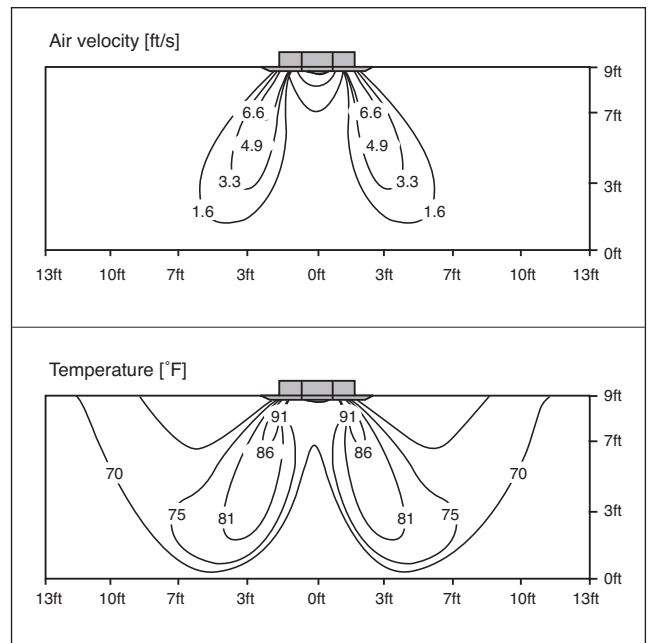 Air velocity [ft/s]
9ft
6.6 6.6 7ft
4.9 4.9
3.3 3.3 3ft
1.6 1.6
0ft
13ft 10ft 7ft 3ft 0ft 3ft 7ft 10ft 13ft
Temperature [˚F]
9ft
91 91
86 86 7ft
70 70
75 81 81 75 3ft
0ft
13ft 10ft 7ft 3ft 0ft 3ft 7ft 10ft 13ft